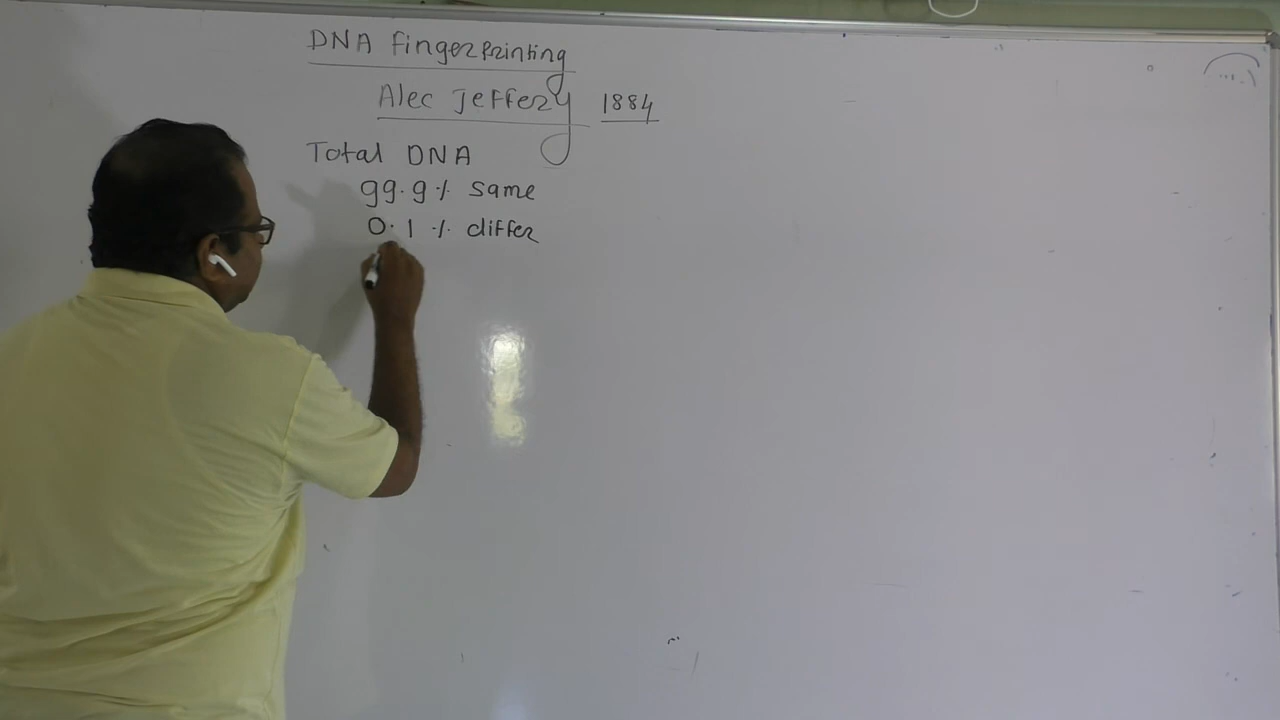 DNA Fingerprinting
Alec Jeffery 1884
Total DNA
99.9% same
0.1% differ